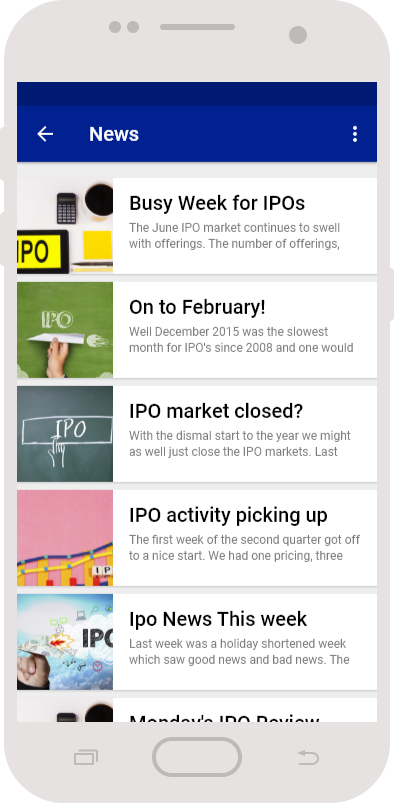 News
IPO
Busy Week for IPOs
The June IPO market continues to swell
with offerings. The number of offerings,
IPO
On to February!
Well December 2015 was the slowest
month for IPO's since 2008 and one would
IPO
IPO market closed?
With the dismal start to the year we might
as well just close the IPO markets. Last
IP
IPO activity picking up
The first week of the second quarter got off
to a nice start. We had one pricing, three
IPO
Ipo News This week
Last week was a holiday shortened week
which saw good news and bad news. The
Monday's IPO Review